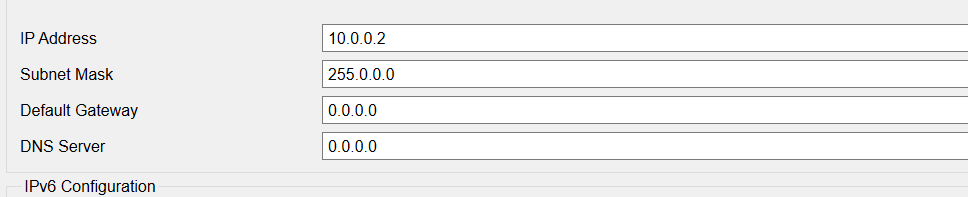 IP Address 10.0.0.2
Subnet Mask 255.0.0.0
Default Gateway 0.0.0.0
DNS Server 0.0.0.0
IPv6 Configuration